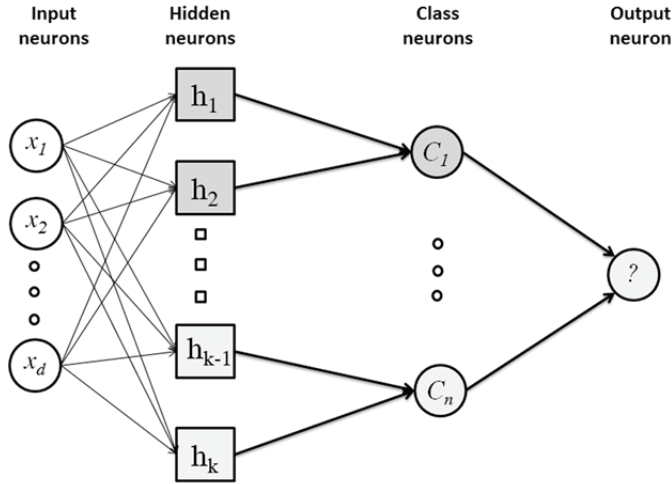 Input
neurons
Hidden
neurons
Class
neurons
Output
neuron
x1
x2
xd
h1
h2
hk-1
hk
C1
Cn
?